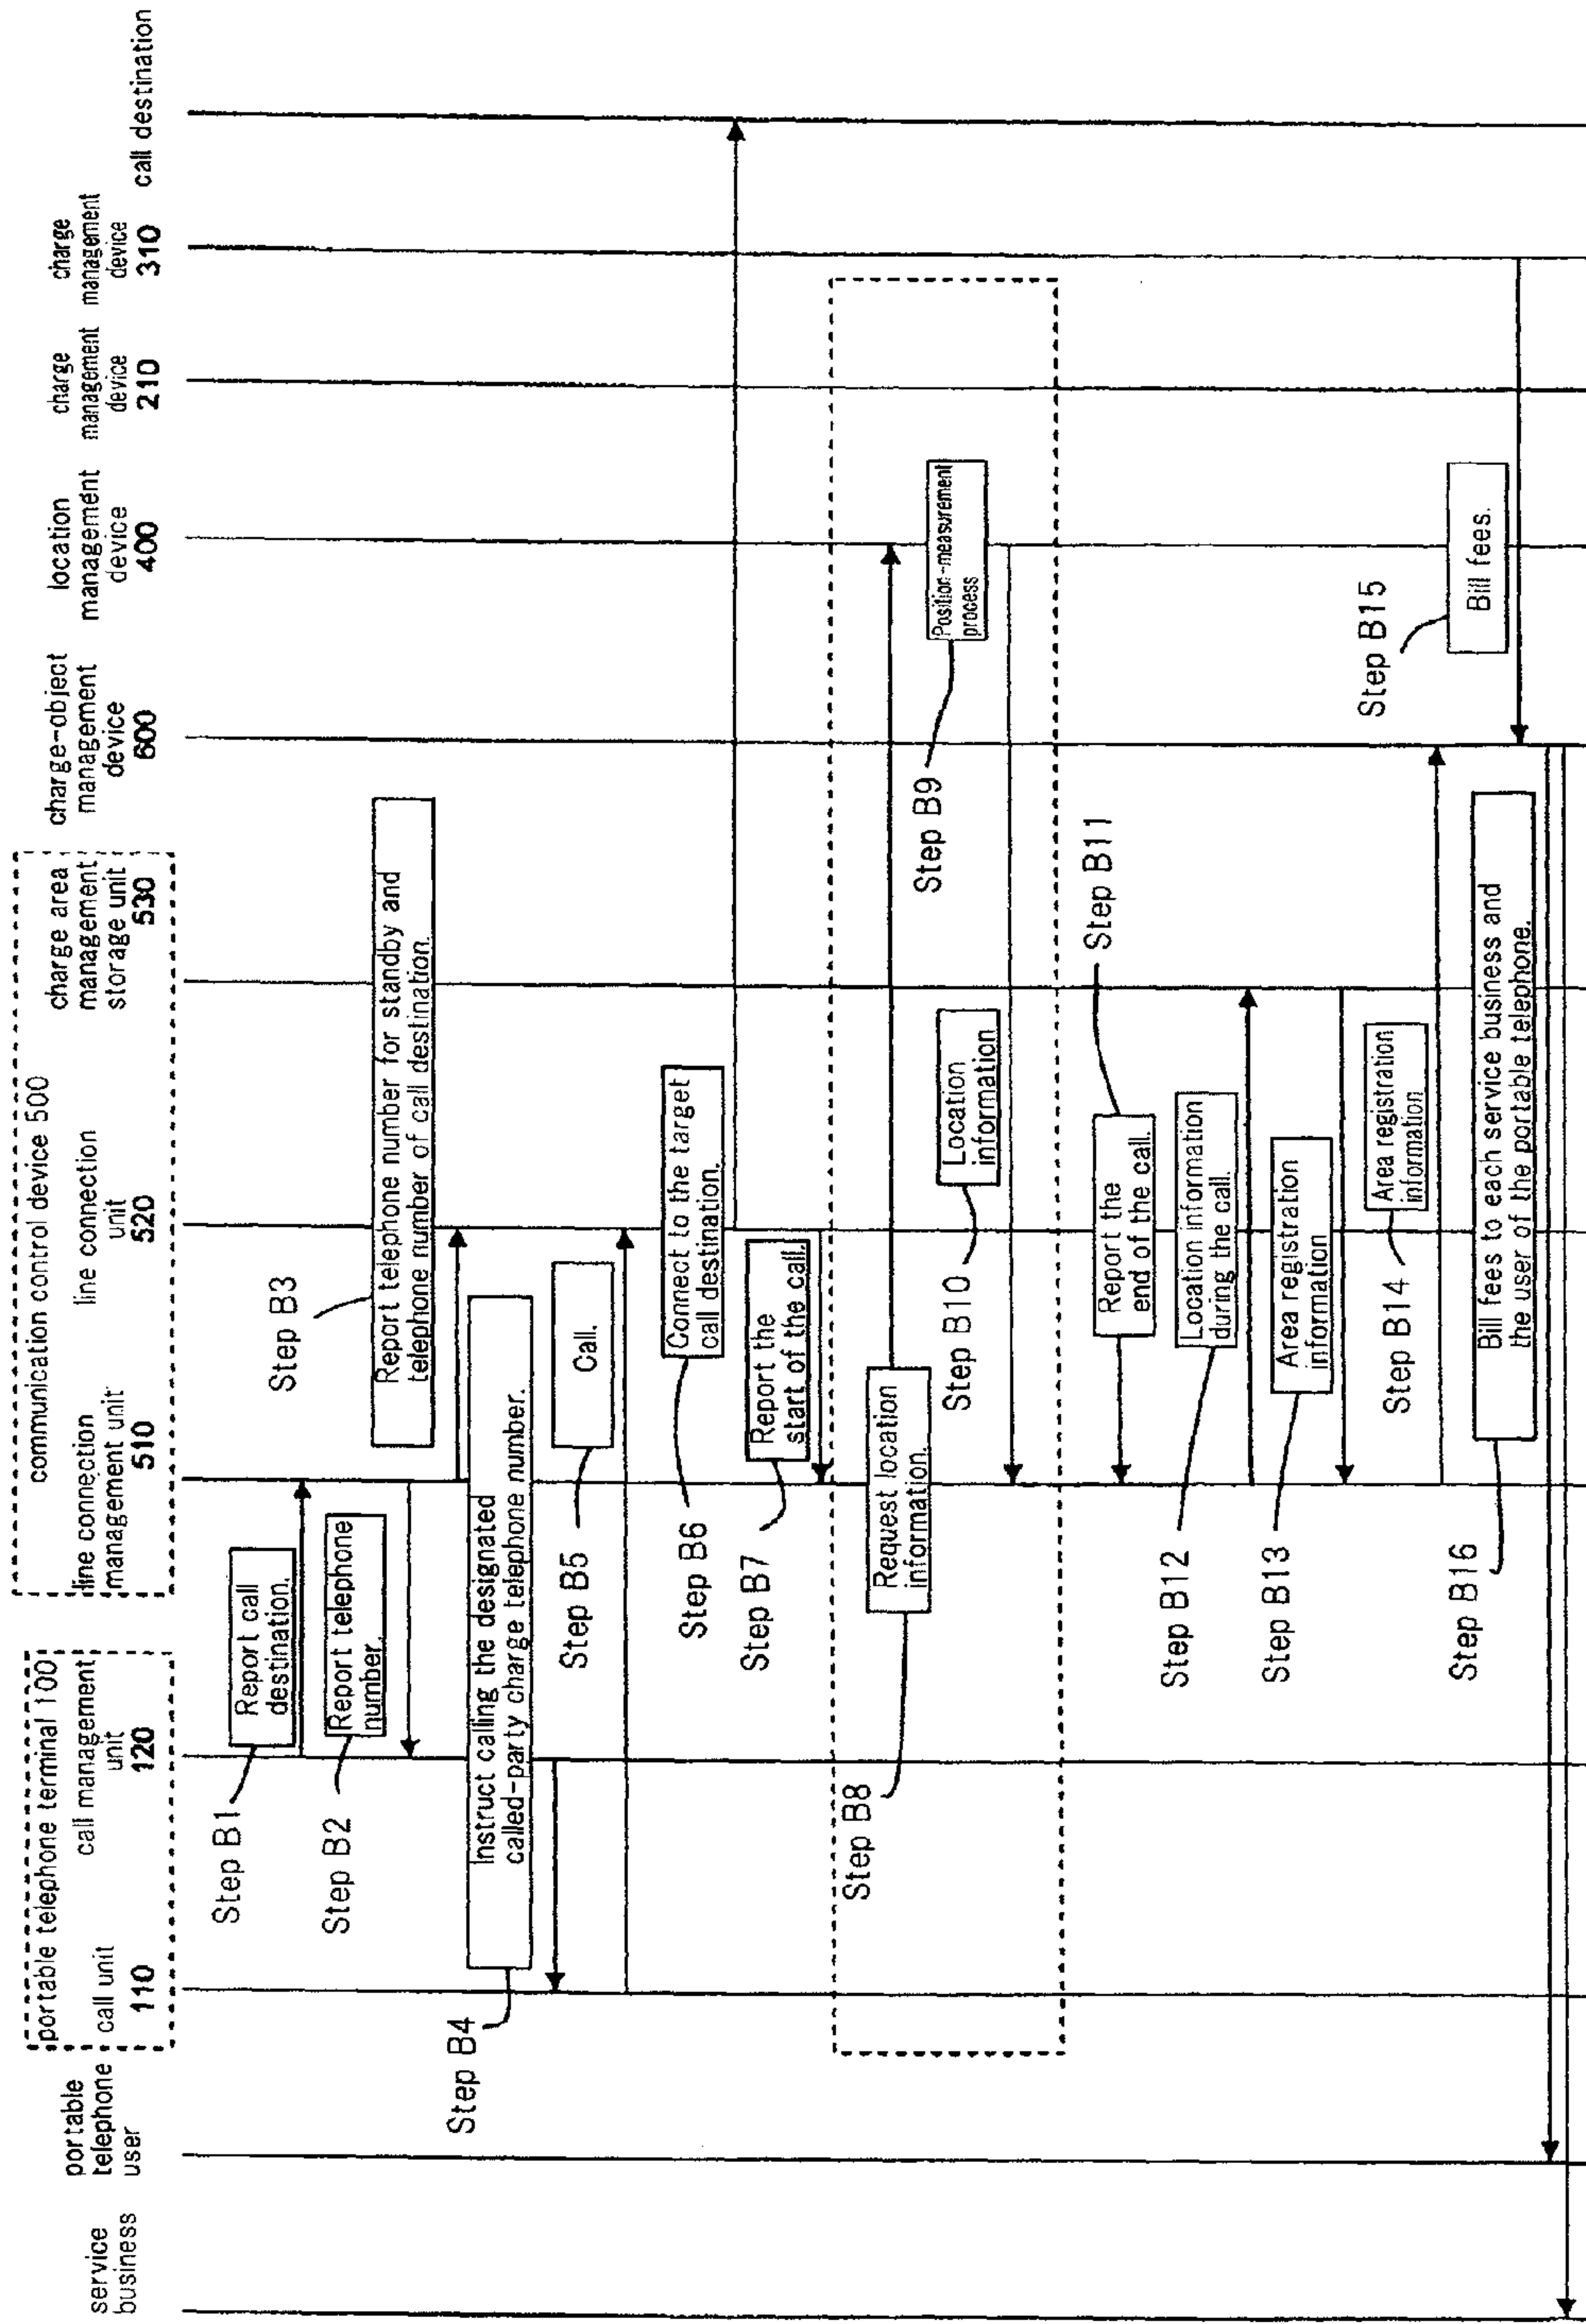 service
business
portable
telephone
user
portable telephone terminal 100
call unit
110
call management
unit
120
communication control device 500
line connection
management unit
510
line connection
unit
520
charge area
management
storage unit
530
charge-object
management
device
600
location
management
device
400
charge
management
device
210
charge
management
device
310
call destination
Step B1
Report call
destination.
Step B2
Report telephone
number.
Step B3
Report telephone number for standby and
telephone number of call destination.
Step B4
Instruct calling the designated
called-party charge telephone number.
Step B5
Call.
Step B6
Connect to the target
call destination.
Step B7
Report the
start of the call.
Step B8
Request location
information.
Step B9
Position-measurement
process
Step B10
Location
information
Step B11
Report the
end of the call.
Step B12
Location information
during the call.
Step B13
Area registration
information
Step B14
Area registration
information
Step B15
Bill fees.
Step B16
Bill fees to each service business and
the user of the portable telephone.